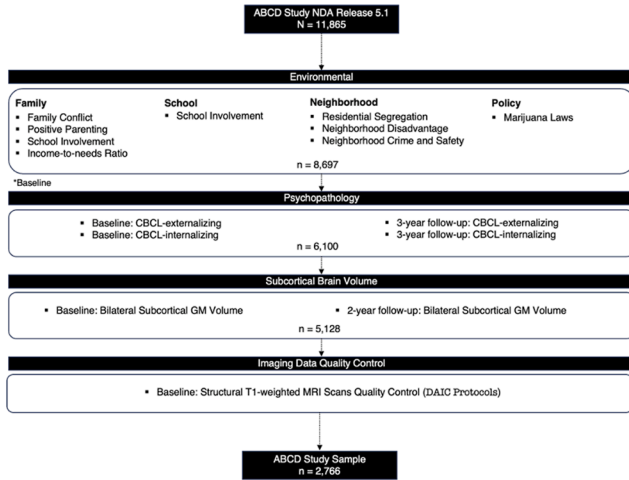 ABCD Study NDA Release 5.1
N = 11,865
Environmental
Family
▪ Family Conflict
▪ Positive Parenting
▪ School Involvement
▪ Income-to-needs Ratio
School
▪ School Involvement
Neighborhood
▪ Residential Segregation
▪ Neighborhood Disadvantage
▪ Neighborhood Crime and Safety
Policy
▪ Marijuana Laws
n = 8,697
*Baseline
Psychopathology
▪ Baseline: CBCL-externalizing
▪ Baseline: CBCL-internalizing
▪ 3-year follow-up: CBCL-externalizing
▪ 3-year follow-up: CBCL-internalizing
n = 6,100
Subcortical Brain Volume
▪ Baseline: Bilateral Subcortical GM Volume
▪ 2-year follow-up: Bilateral Subcortical GM Volume
n = 5,128
Imaging Data Quality Control
▪ Baseline: Structural T1-weighted MRI Scans Quality Control (DAIC Protocols)
ABCD Study Sample
n = 2,766